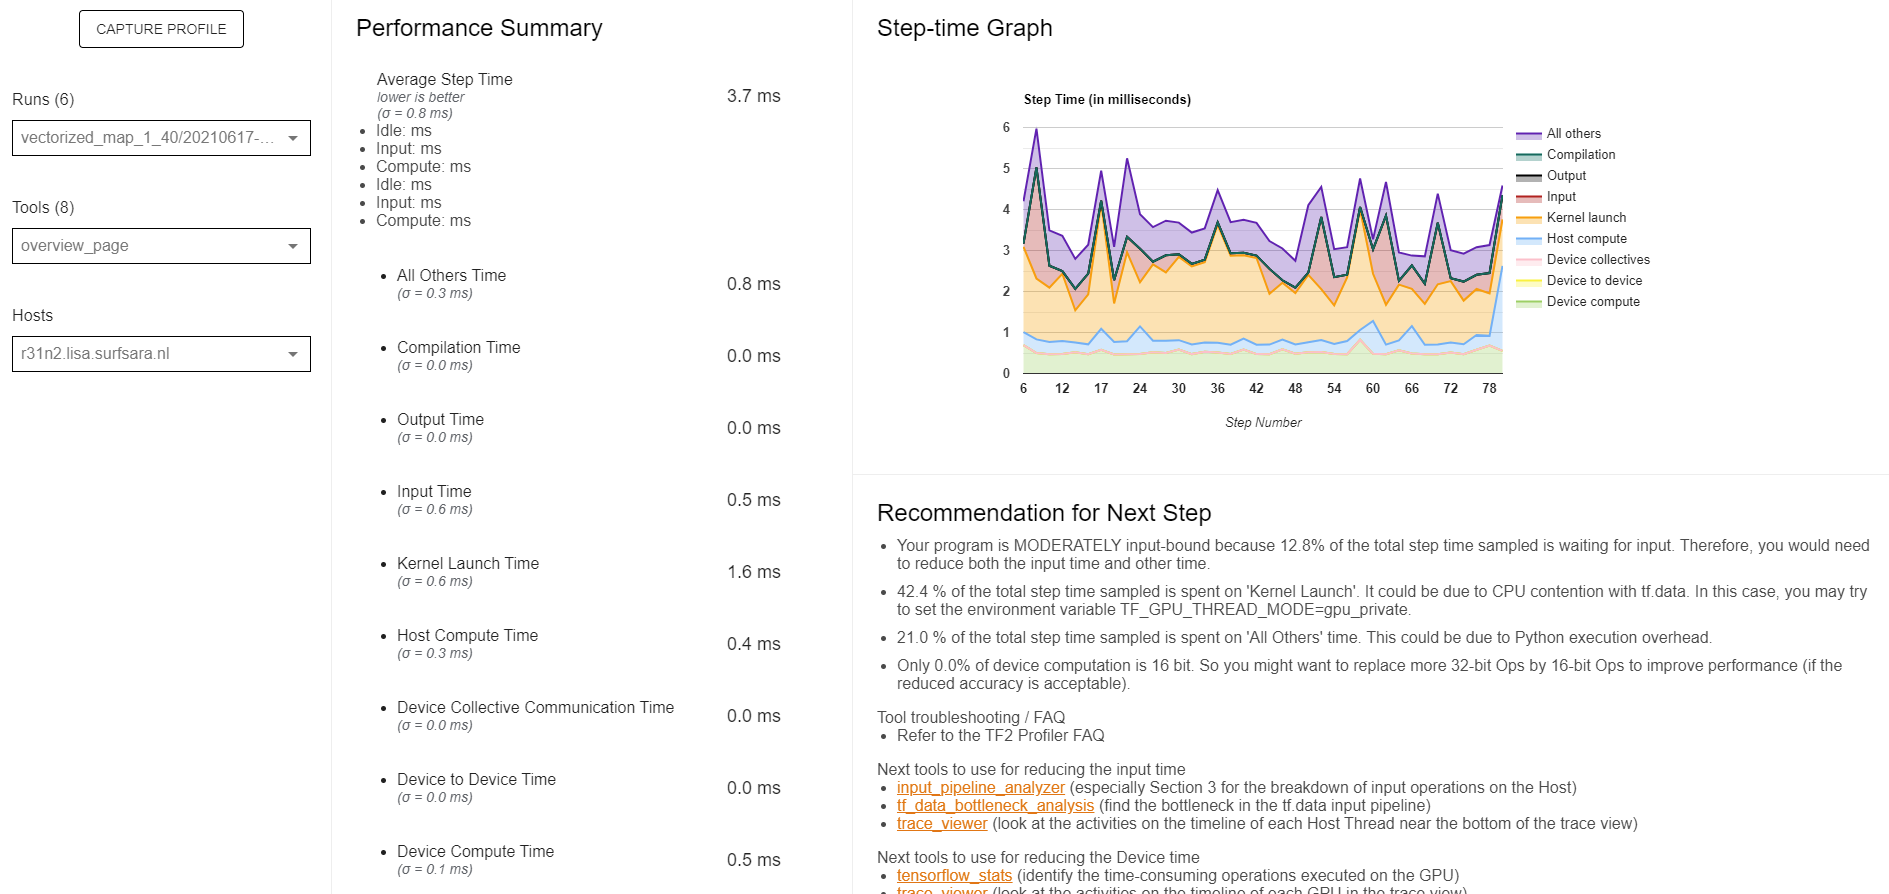 CAPTURE PROFILE
Runs (6)
vectorized_map_1_40/20210617-...
Tools (8)
overview_page
Hosts
r31n2.lisa.surfsara.nl
Performance Summary
Average Step Time
lower is better
(σ = 0.8 ms)
3.7 ms
Idle: ms
Input: ms
Compute: ms
Idle: ms
Input: ms
Compute: ms
All Others Time
(σ = 0.3 ms)
0.8 ms
Compilation Time
(σ = 0.0 ms)
0.0 ms
Output Time
(σ = 0.0 ms)
0.0 ms
Input Time
(σ = 0.6 ms)
0.5 ms
Kernel Launch Time
(σ = 0.6 ms)
1.6 ms
Host Compute Time
(σ = 0.3 ms)
0.4 ms
Device Collective Communication Time
(σ = 0.0 ms)
0.0 ms
Device to Device Time
(σ = 0.0 ms)
0.0 ms
Device Compute Time
(σ = 0.1 ms)
0.5 ms
Step-time Graph
Step Time (in milliseconds)
6
5
4
3
2
1
0
6 12 17 24 30 36 42 48 54 60 66 72 78
Step Number
All others
Compilation
Output
Input
Kernel launch
Host compute
Device collectives
Device to device
Device compute
Recommendation for Next Step
Your program is MODERATELY input-bound because 12.8% of the total step time sampled is waiting for input. Therefore, you would need
to reduce both the input time and other time.
42.4 % of the total step time sampled is spent on 'Kernel Launch'. It could be due to CPU contention with tf.data. In this case, you may try
to set the environment variable TF_GPU_THREAD_MODE=gpu_private.
21.0 % of the total step time sampled is spent on 'All Others' time. This could be due to Python execution overhead.
Only 0.0% of device computation is 16 bit. So you might want to replace more 32-bit Ops by 16-bit Ops to improve performance (if the
reduced accuracy is acceptable).
Tool troubleshooting / FAQ
Refer to the TF2 Profiler FAQ
Next tools to use for reducing the input time
input_pipeline_analyzer (especially Section 3 for the breakdown of input operations on the Host)
tf_data_bottleneck_analysis (find the bottleneck in the tf.data input pipeline)
trace_viewer (look at the activities on the timeline of each Host Thread near the bottom of the trace view)
Next tools to use for reducing the Device time
tensorflow_stats (identify the time-consuming operations executed on the GPU)
trace_viewer (look at the activities on the timeline of each GPU in the trace view)